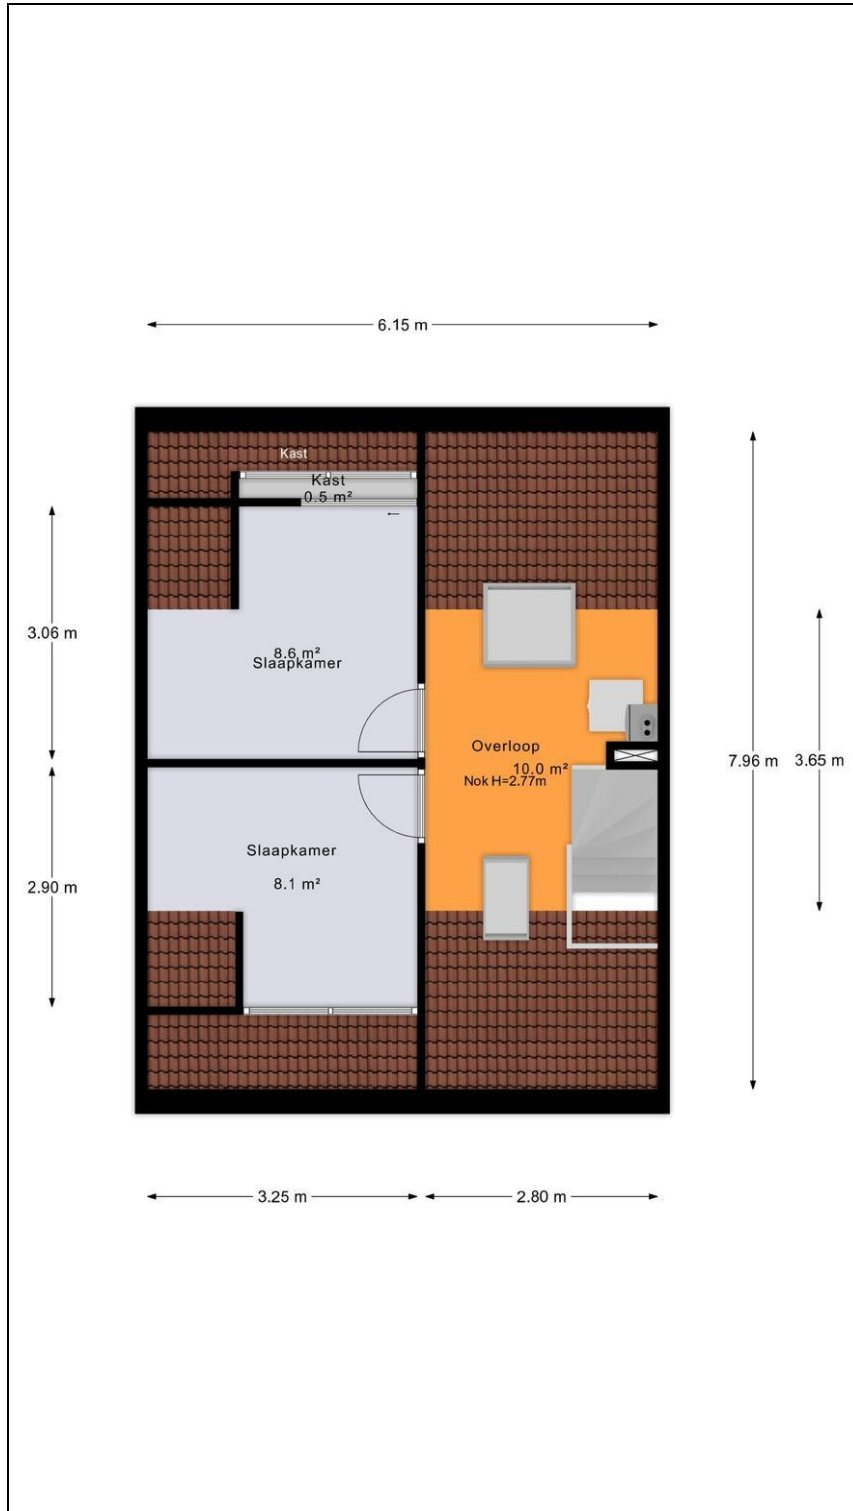 6.15 m
Kast
Kast
0.5 m²
←
3.06 m
8.6 m²
Slaapkamer
Overloop
10.0 m²
Nok H=2.77m
7.96 m
3.65 m
Slaapkamer
8.1 m²
2.90 m
3.25 m
2.80 m